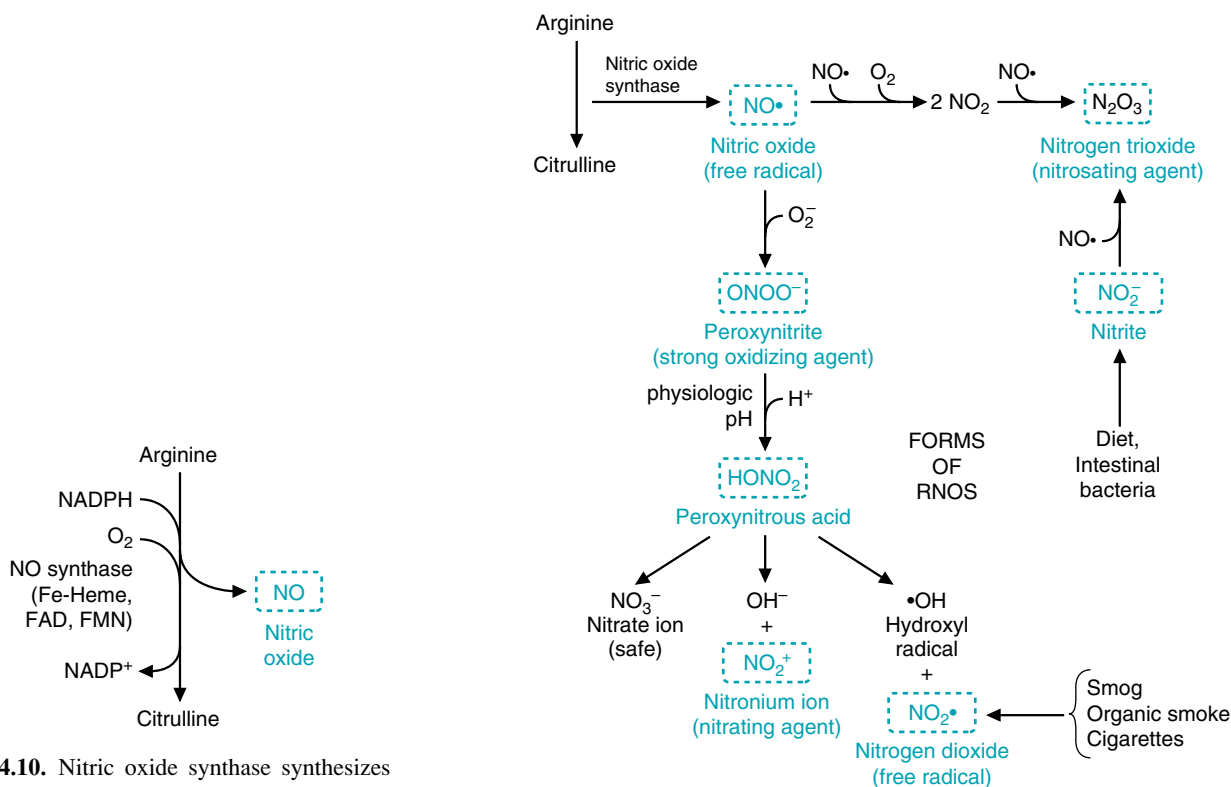 Arginine
Nitric oxide
synthase
Citrulline
NO•
Nitric oxide
(free radical)
NO•
O₂
2 NO₂
NO•
N₂O₃
Nitrogen trioxide
(nitrosating agent)
NO•
NO₂⁻
Nitrite
Diet,
Intestinal
bacteria
O₂⁻
ONOO⁻
Peroxynitrite
(strong oxidizing agent)
physiologic
pH
H⁺
HONO₂
Peroxynitrous acid
FORMS
OF
RNOS
NO₃⁻
Nitrate ion
(safe)
OH⁻
+
NO₂⁺
Nitronium ion
(nitrating agent)
•OH
Hydroxyl
radical
+
NO₂•
Nitrogen dioxide
(free radical)
Smog
Organic smoke
Cigarettes
Arginine
NADPH
O₂
NO synthase
(Fe-Heme,
FAD, FMN)
NADP⁺
NO
Nitric
oxide
Citrulline
4.10. Nitric oxide synthase synthesizes